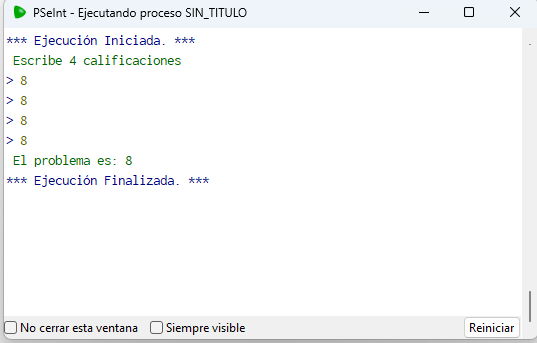 PSeInt - Ejecutando proceso SIN_TITULO
*** Ejecución Iniciada. ***
Escribe 4 calificaciones
> 8
> 8
> 8
> 8
El problema es: 8
*** Ejecución Finalizada. ***
No cerrar esta ventana Siempre visible Reiniciar